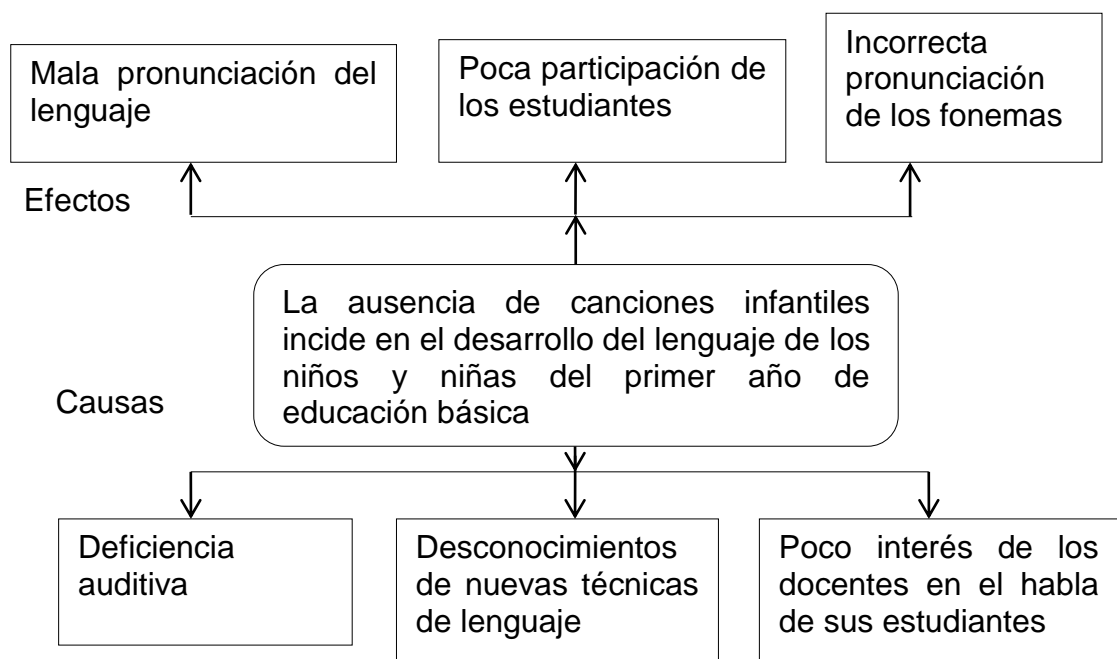 Mala pronunciación del
lenguaje
Poca participación de
los estudiantes
Incorrecta
pronunciación
de los fonemas
Efectos
La ausencia de canciones infantiles
incide en el desarrollo del lenguaje de los
niños y niñas del primer año de
educación básica
Causas
Deficiencia
auditiva
Desconocimientos
de nuevas técnicas
de lenguaje
Poco interés de los
docentes en el habla
de sus estudiantes